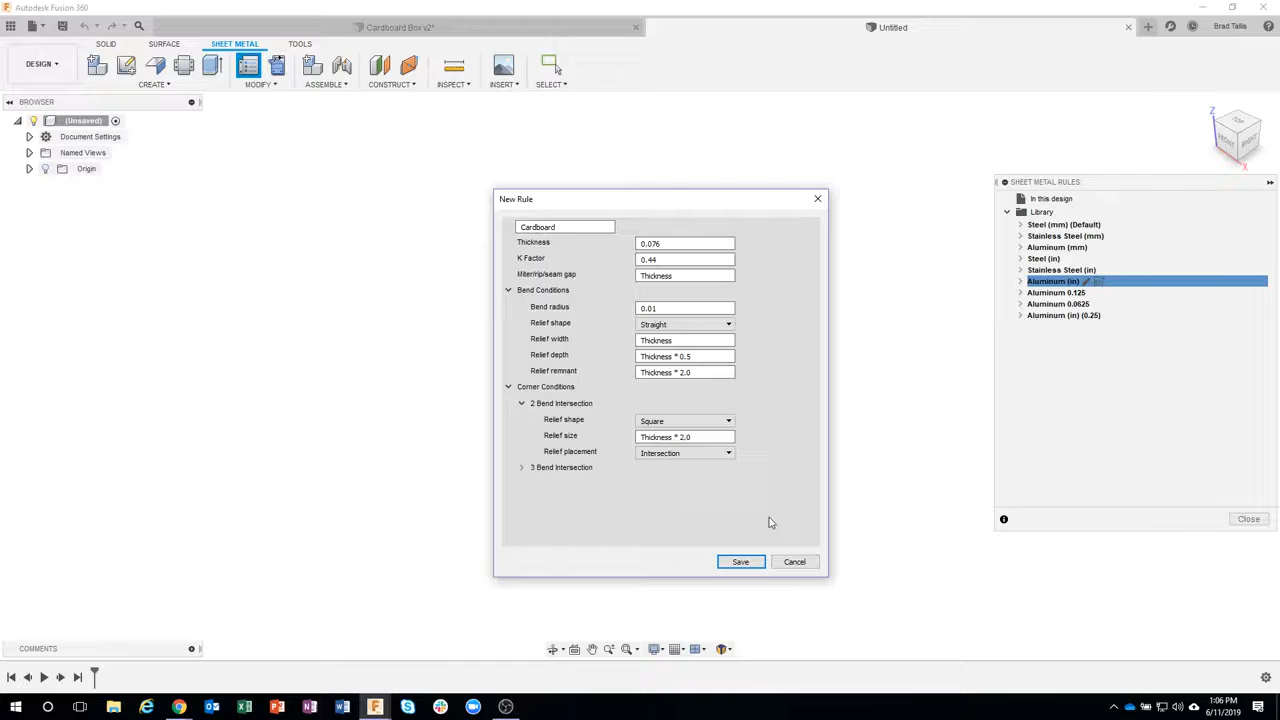 Autodesk Fusion 360
Cardboard Box v2*
Untitled
Brad Tallis
SOLID SURFACE SHEET METAL TOOLS
DESIGN
CREATE MODIFY ASSEMBLE CONSTRUCT INSPECT INSERT SELECT
BROWSER
(Unsaved)
Document Settings
Named Views
Origin
TOP
FRONT
RIGHT
Z
X
New Rule
Cardboard
Thickness 0.076
K Factor 0.44
Miter/rip/seam gap Thickness
Bend Conditions
Bend radius 0.01
Relief shape Straight
Relief width Thickness
Relief depth Thickness * 0.5
Relief remnant Thickness * 2.0
Corner Conditions
2 Bend Intersection
Relief shape Square
Relief size Thickness * 2.0
Relief placement Intersection
3 Bend Intersection
Save Cancel
SHEET METAL RULES
In this design
Library
Steel (mm) (Default)
Stainless Steel (mm)
Aluminum (mm)
Steel (in)
Stainless Steel (in)
Aluminum (in)
Aluminum 0.125
Aluminum 0.0625
Aluminum (in) (0.25)
Close
COMMENTS
1:06 PM
6/11/2019